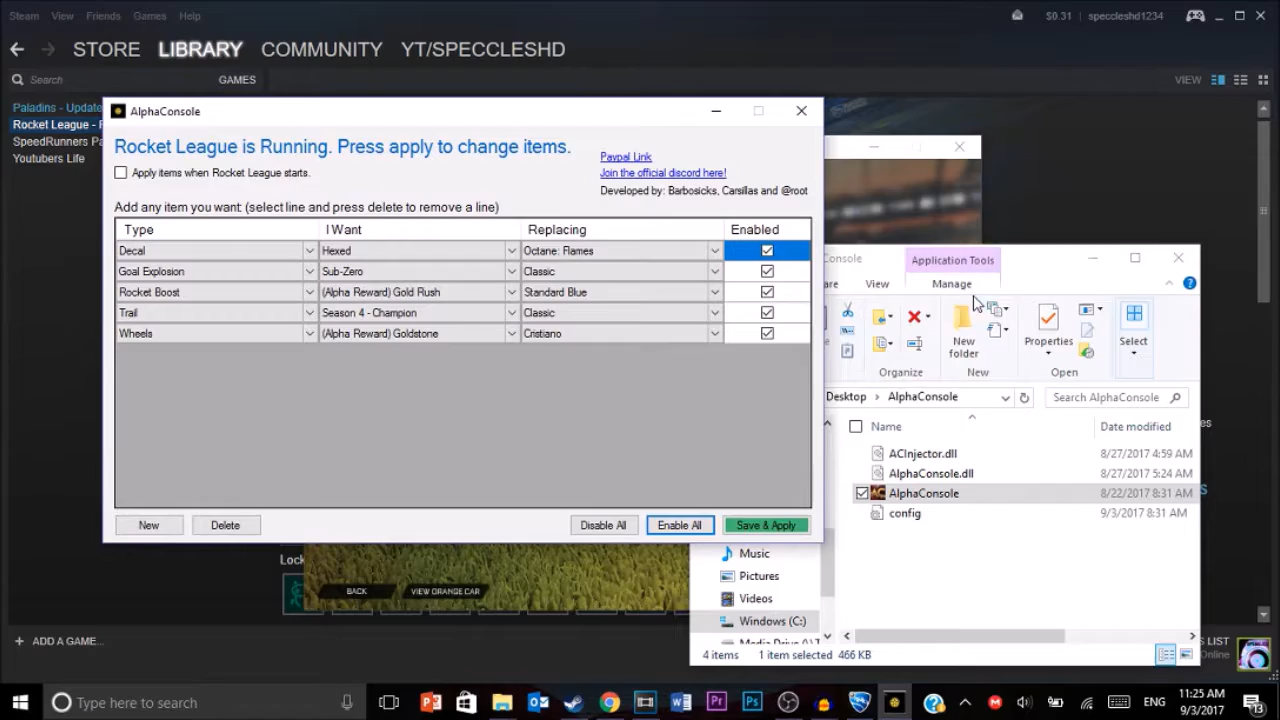 Steam View Friends Games Help
$0.31 speccleshd1234
STORE LIBRARY COMMUNITY YT/SPECCLESHD
Search GAMES VIEW
Paladins - Update
Rocket League - 
SpeedRunners Pa
Youtubers Life
AlphaConsole
Rocket League is Running. Press apply to change items.
Apply items when Rocket League starts.
Paypal Link
Join the official discord here!
Developed by: Barbosicks, Carsillas and @root
Add any item you want: (select line and press delete to remove a line)
Type I Want Replacing Enabled
Decal Hexed Octane: Flames
Goal Explosion Sub-Zero Classic
Rocket Boost (Alpha Reward) Gold Rush Standard Blue
Trail Season 4 - Champion Classic
Wheels (Alpha Reward) Goldstone Cristiano
New Delete Disable All Enable All Save & Apply
onsole Application Tools
are View Manage
New folder
Properties
Select
Organize New Open
Desktop > AlphaConsole
Search AlphaConsole
Name Date modified
ACInjector.dll 8/27/2017 4:59 AM
AlphaConsole.dll 8/27/2017 5:24 AM
AlphaConsole 8/22/2017 8:31 AM
config 9/3/2017 8:31 AM
Music
Pictures
Videos
Windows (C:)
4 items 1 item selected 466 KB
Lock
BACK VIEW ORANGE CAR
+ ADD A GAME...
S LIST
Online
Type here to search
ENG
11:25 AM
9/3/2017
13